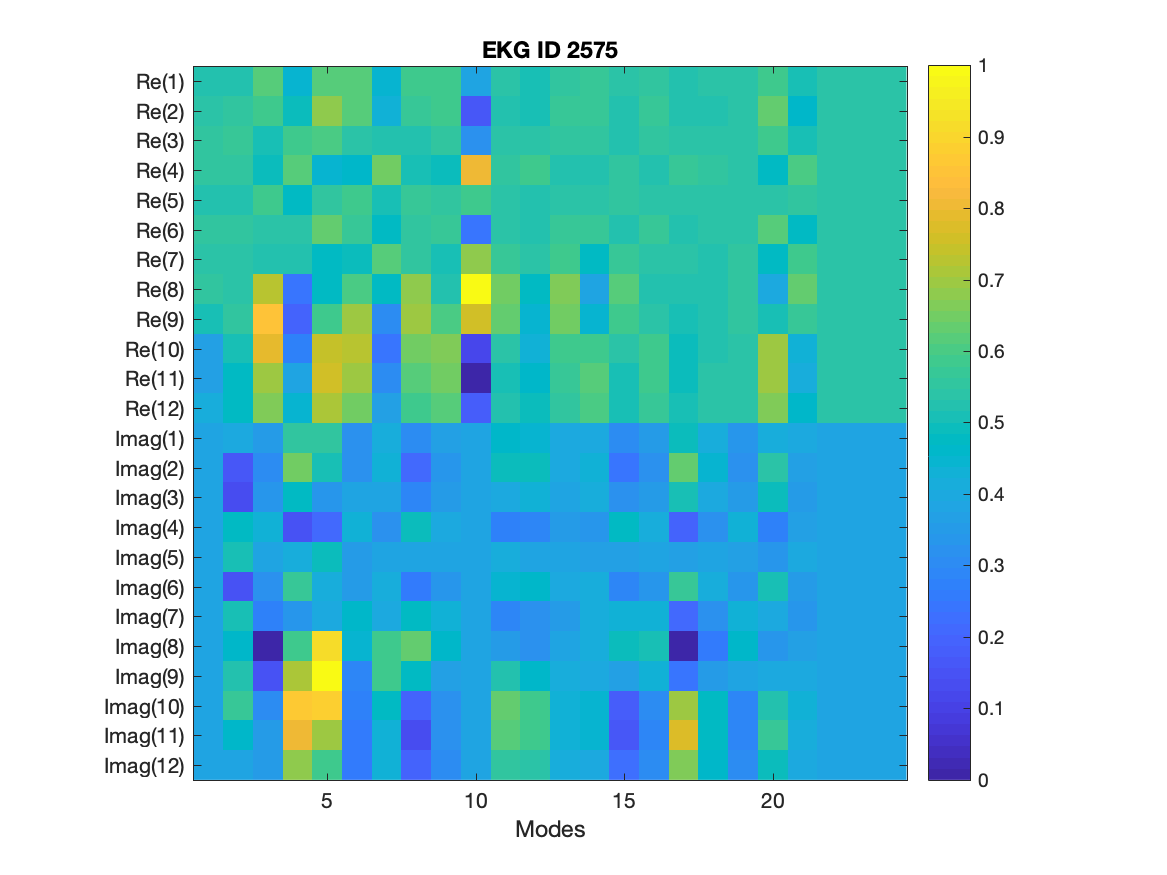 EKG ID 2575
Re(1)
Re(2)
Re(3)
Re(4)
Re(5)
Re(6)
Re(7)
Re(8)
Re(9)
Re(10)
Re(11)
Re(12)
Imag(1)
Imag(2)
Imag(3)
Imag(4)
Imag(5)
Imag(6)
Imag(7)
Imag(8)
Imag(9)
Imag(10)
Imag(11)
Imag(12)
5 10 15 20
Modes
1
0.9
0.8
0.7
0.6
0.5
0.4
0.3
0.2
0.1
0